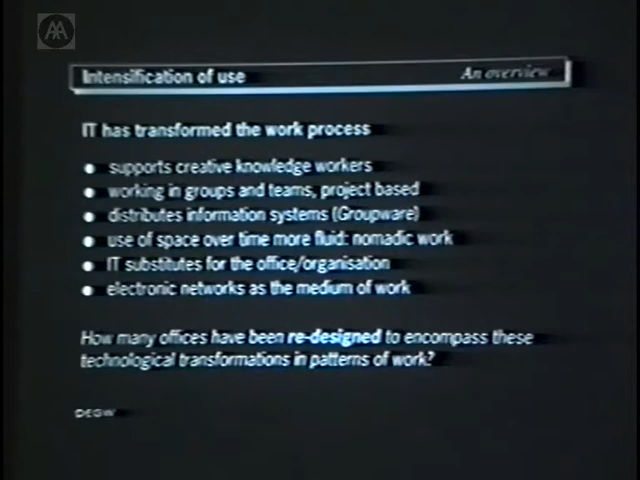 AA
Intensification of use An overview
IT has transformed the work process
supports creative knowledge workers
working in groups and teams, project based
distributes information systems (Groupware)
use of space over time more fluid: nomadic work
IT substitutes for the office/organisation
electronic networks as the medium of work
How many offices have been re-designed to encompass these
technological transformations in patterns of work?
DEGW